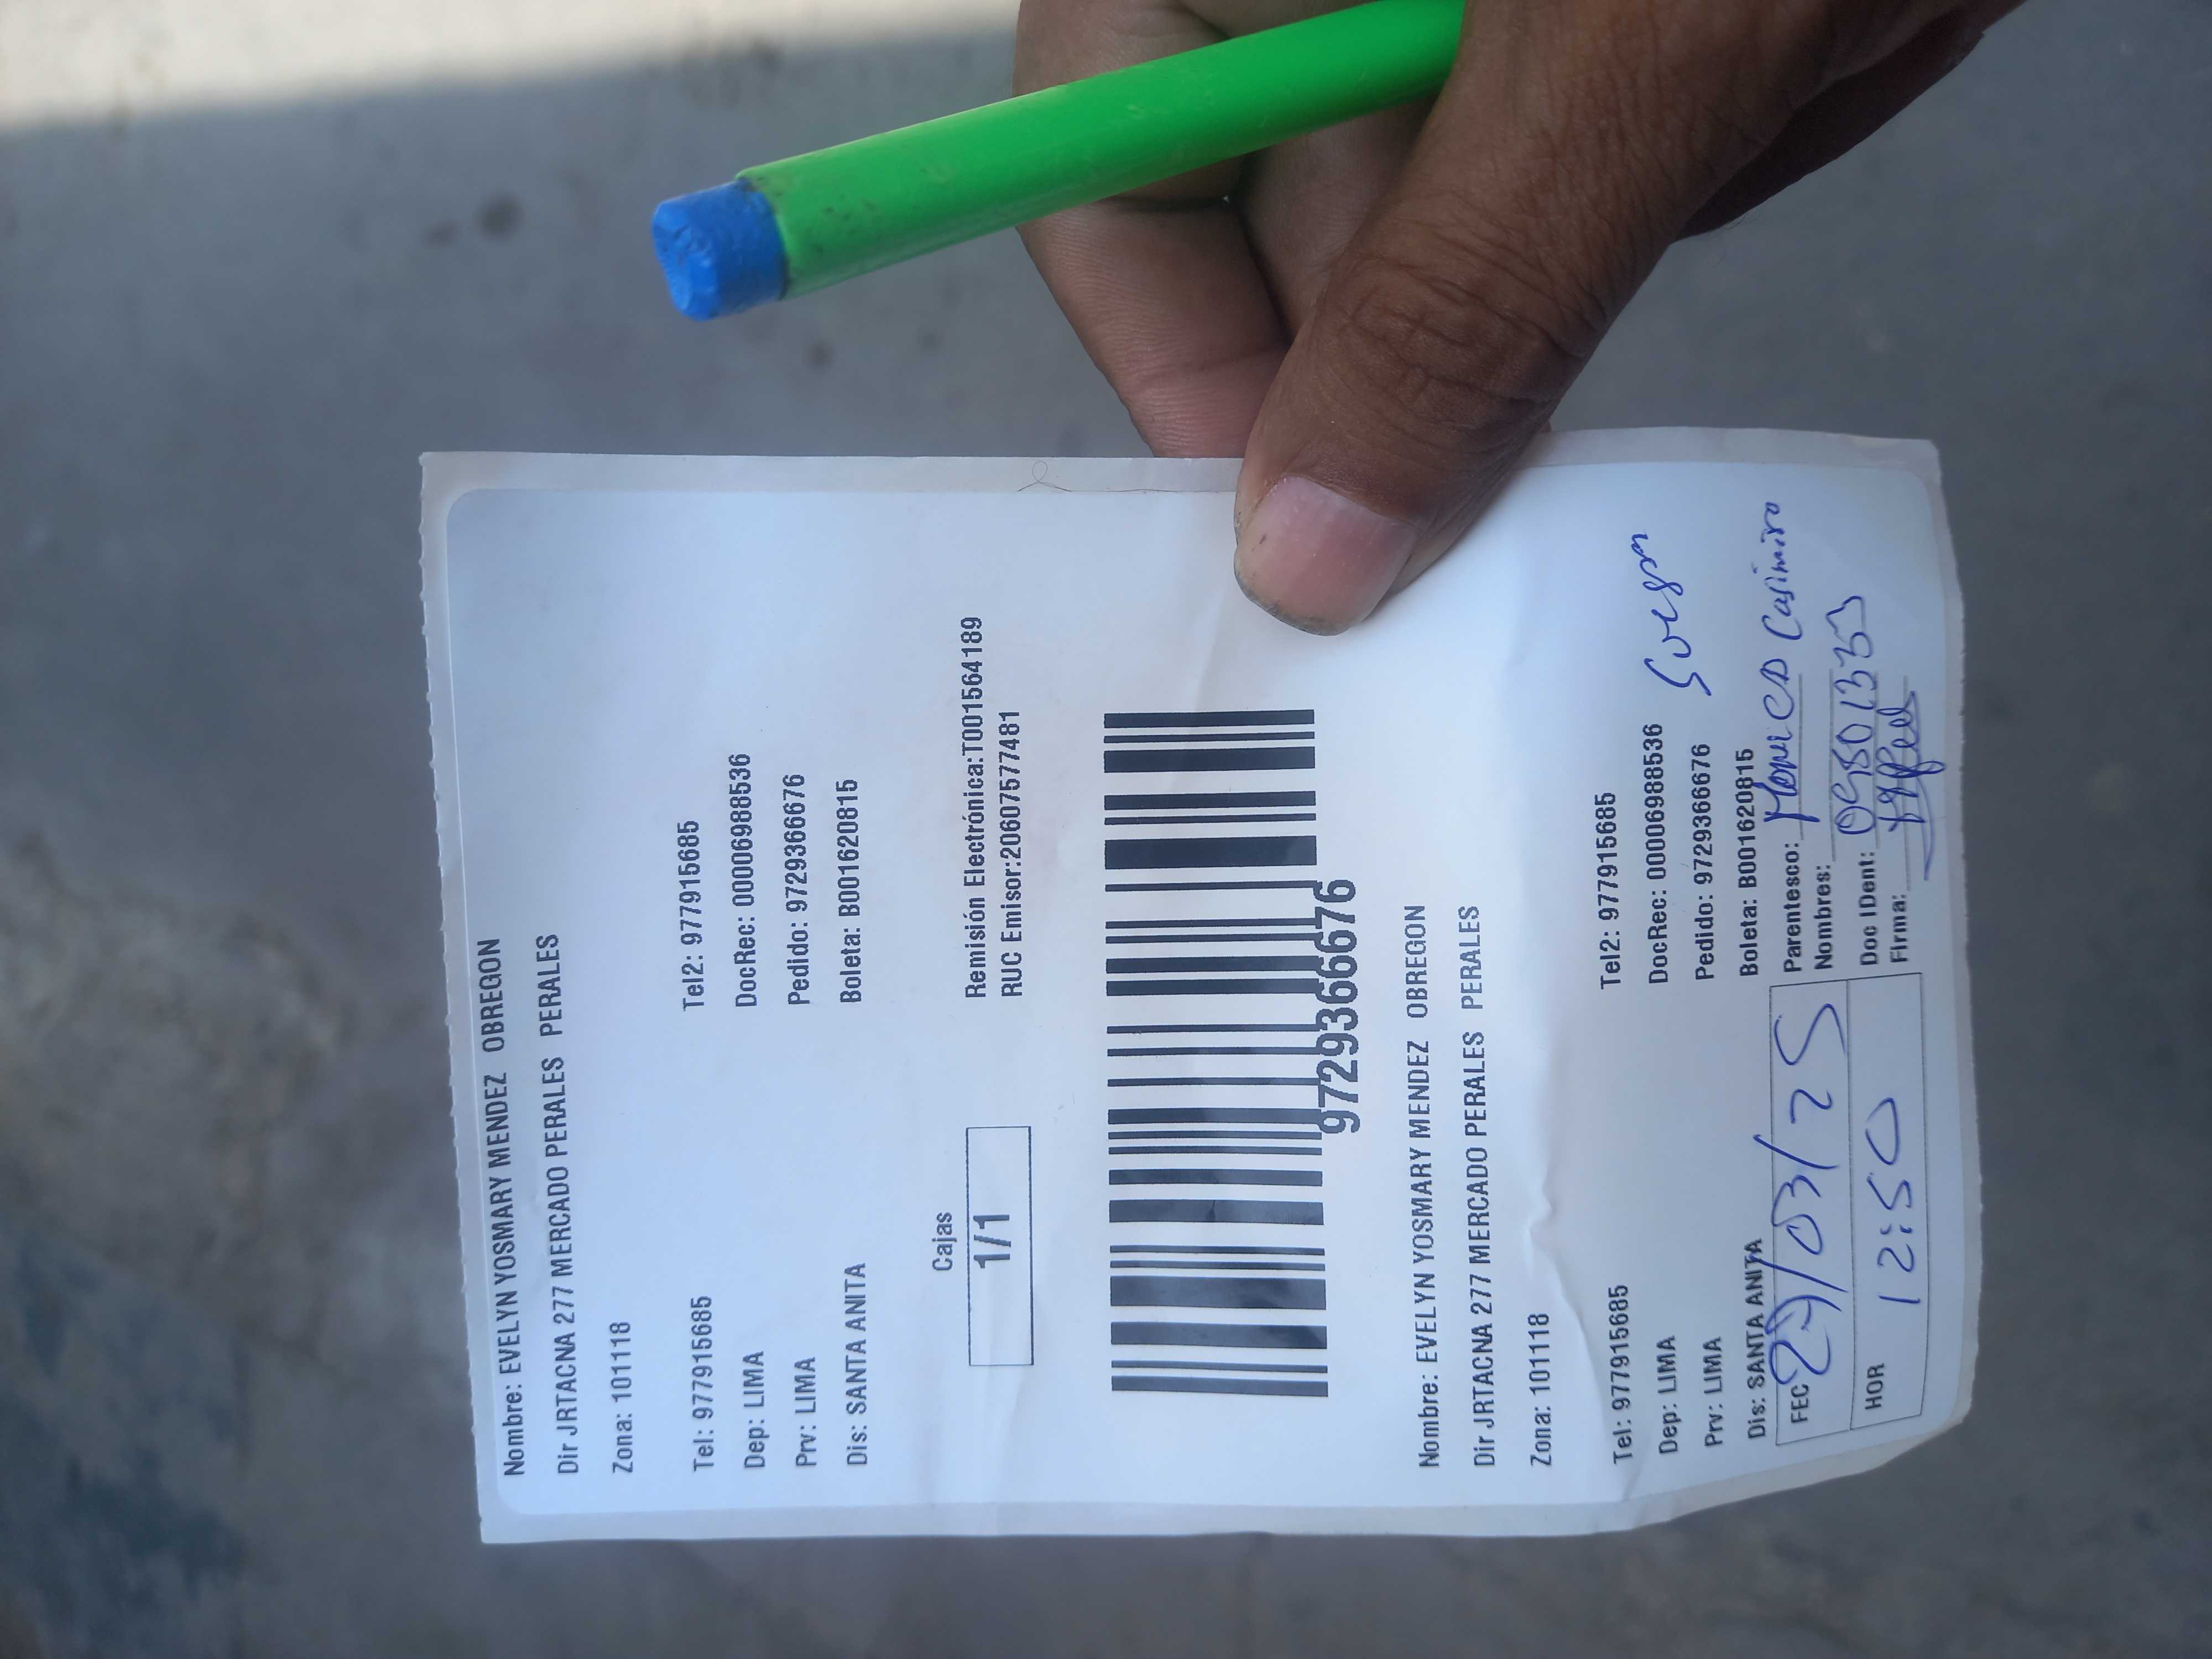 Nombre: EVELYN YOSMARY MENDEZ OBREGON
Dir JRTACNA 277 MERCADO PERALES PERALES
Zona: 101118
Tel: 977915685 Tel2: 977915685
Dep: LIMA DocRec: 00006988536
Prv: LIMA Pedido: 9729366676
Dis: SANTA ANITA Boleta: B001620815
Cajas
1/1
Remisión Electrónica:T001564189
RUC Emisor:20607577481
9729366676
Nombre: EVELYN YOSMARY MENDEZ OBREGON
Dir JRTACNA 277 MERCADO PERALES PERALES
Zona: 101118
Tel: 977915685 Tel2: 977915685
Dep: LIMA DocRec: 00006988536
Prv: LIMA Pedido: 9729366676
Dis: SANTA ANITA Boleta: B001620815
FEC 29/03/25
HOR 12:50
Parentesco: Casimiro
Nombres:
Doc IDent:
Firma: